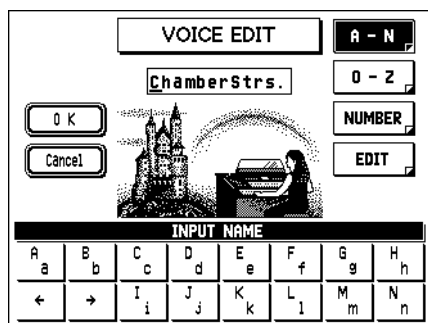 VOICE EDIT
A - N
ChamberStrs.
O - Z
OK
NUMBER
Cancel
EDIT
INPUT NAME
A a B b C c D d E e F f G g H h
← → I i J j K k L l M m N n